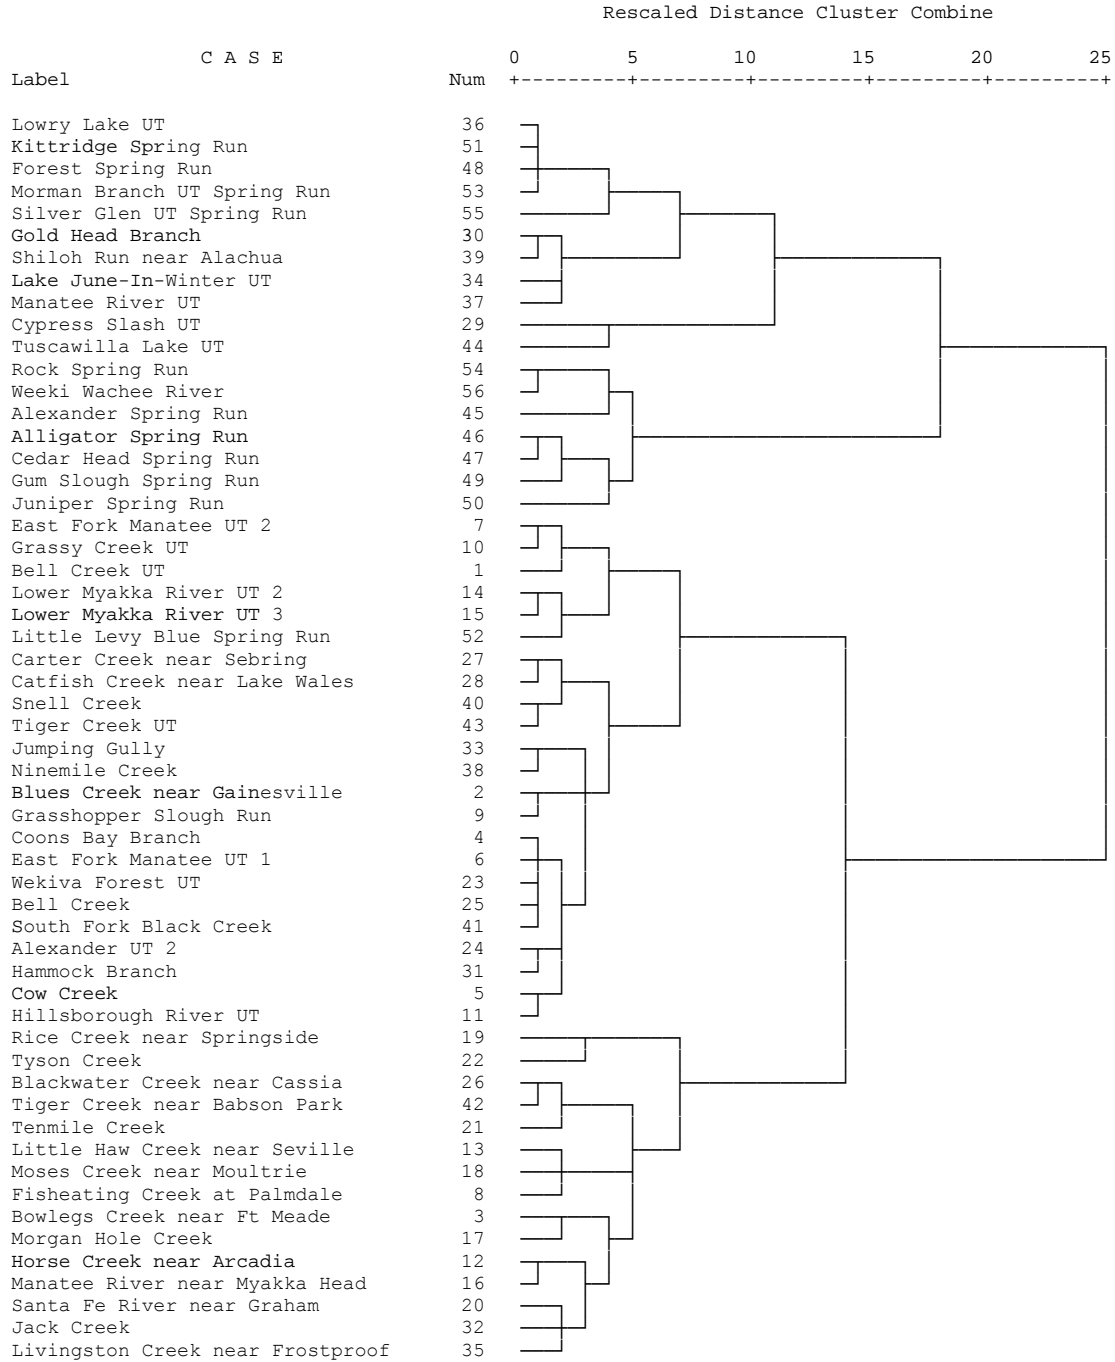 Rescaled Distance Cluster Combine
C A S E 0 5 10 15 20 25
Label Num +---------+---------+---------+---------+---------+
Lowry Lake UT 36
Kittridge Spring Run 51
Forest Spring Run 48
Morman Branch UT Spring Run 53
Silver Glen UT Spring Run 55
Gold Head Branch 30
Shiloh Run near Alachua 39
Lake June-In-Winter UT 34
Manatee River UT 37
Cypress Slash UT 29
Tuscawilla Lake UT 44
Rock Spring Run 54
Weeki Wachee River 56
Alexander Spring Run 45
Alligator Spring Run 46
Cedar Head Spring Run 47
Gum Slough Spring Run 49
Juniper Spring Run 50
East Fork Manatee UT 2 7
Grassy Creek UT 10
Bell Creek UT 1
Lower Myakka River UT 2 14
Lower Myakka River UT 3 15
Little Levy Blue Spring Run 52
Carter Creek near Sebring 27
Catfish Creek near Lake Wales 28
Snell Creek 40
Tiger Creek UT 43
Jumping Gully 33
Ninemile Creek 38
Blues Creek near Gainesville 2
Grasshopper Slough Run 9
Coons Bay Branch 4
East Fork Manatee UT 1 6
Wekiva Forest UT 23
Bell Creek 25
South Fork Black Creek 41
Alexander UT 2 24
Hammock Branch 31
Cow Creek 5
Hillsborough River UT 11
Rice Creek near Springside 19
Tyson Creek 22
Blackwater Creek near Cassia 26
Tiger Creek near Babson Park 42
Tenmile Creek 21
Little Haw Creek near Seville 13
Moses Creek near Moultrie 18
Fisheating Creek at Palmdale 8
Bowlegs Creek near Ft Meade 3
Morgan Hole Creek 17
Horse Creek near Arcadia 12
Manatee River near Myakka Head 16
Santa Fe River near Graham 20
Jack Creek 32
Livingston Creek near Frostproof 35